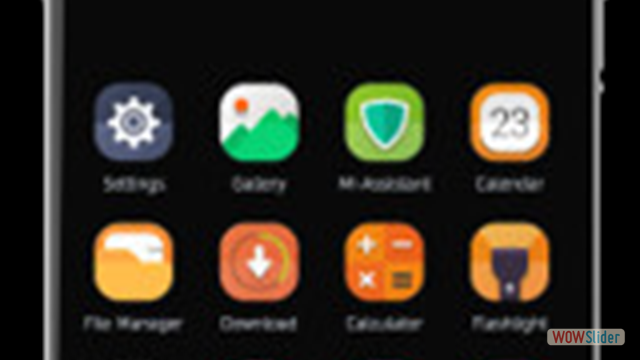 23
Settings Gallery Mi-Assistant Calendar
File Manager Download Calculator Flashlight
WOWSlider